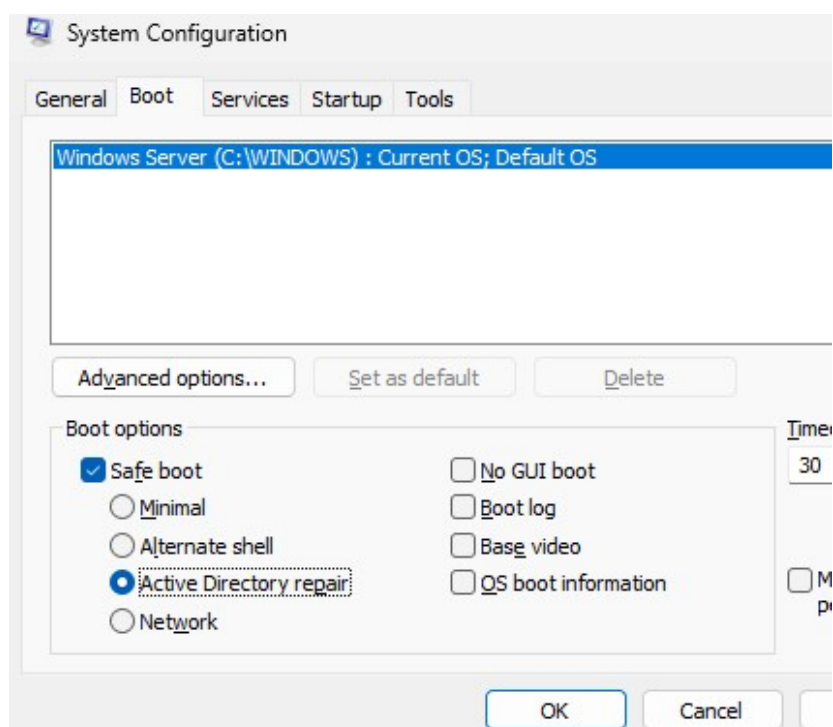 System Configuration
General Boot Services Startup Tools
Windows Server (C:\WINDOWS) : Current OS; Default OS
Advanced options... Set as default Delete
Boot options
Safe boot No GUI boot 30
Minimal Boot log
Alternate shell Base video
Active Directory repair OS boot information
Network
OK Cancel